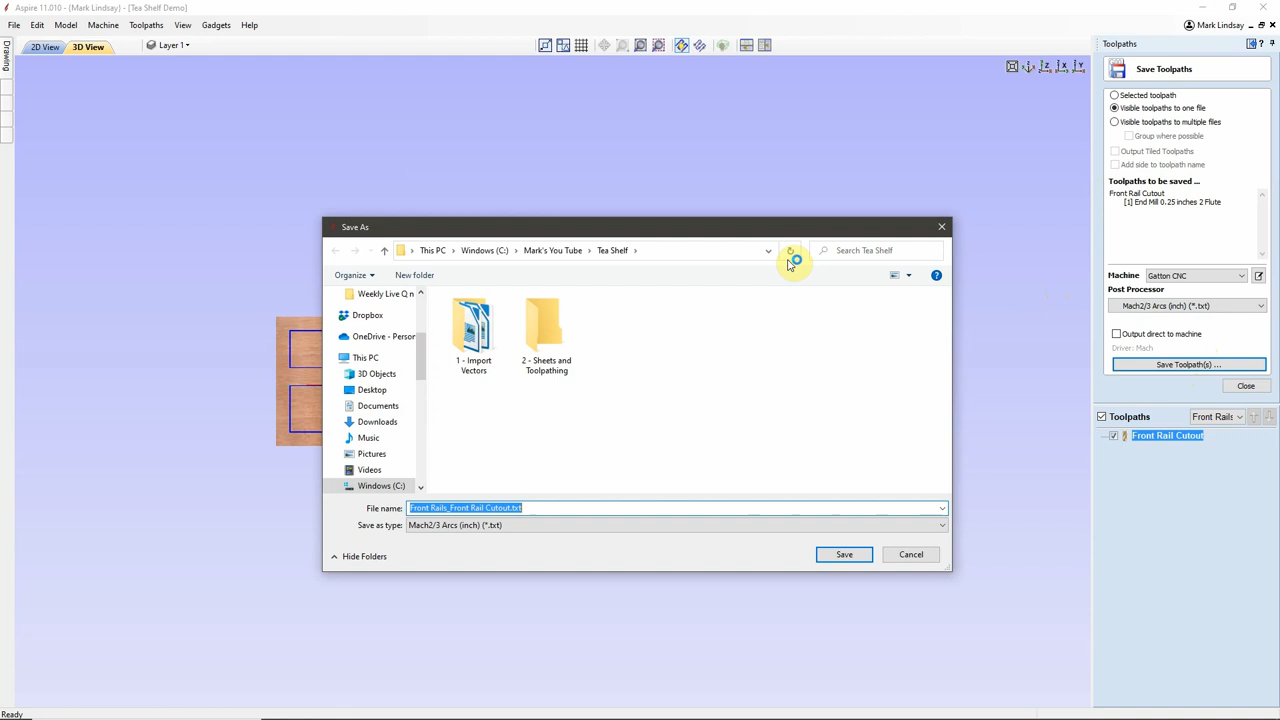 Aspire 11.010 - (Mark Lindsay) - [Tea Shelf Demo]
File Edit Model Machine Toolpaths View Gadgets Help
Mark Lindsay
2D View 3D View Layer 1
Drawing
Toolpaths
Save Toolpaths
Selected toolpath
Visible toolpaths to one file
Visible toolpaths to multiple files
Group where possible
Output Tiled Toolpaths
Add side to toolpath name
Toolpaths to be saved ...
Front Rail Cutout
[1] End Mill 0.25 inches 2 Flute
Machine Gatton CNC
Post Processor
Mach2/3 Arcs (inch) (*.txt)
Output direct to machine
Driver: Mach
Save Toolpath(s) ...
Close
Toolpaths Front Rails
Front Rail Cutout
Save As
This PC Windows (C:) Mark's You Tube Tea Shelf
Search Tea Shelf
Organize New folder
Weekly Live Q n
Dropbox
OneDrive - Person
This PC
3D Objects
Desktop
Documents
Downloads
Music
Pictures
Videos
Windows (C:)
1 - Import
Vectors
2 - Sheets and
Toolpathing
File name: Front Rails_Front Rail Cutout.txt
Save as type: Mach2/3 Arcs (inch) (*.txt)
Hide Folders
Save Cancel
Ready